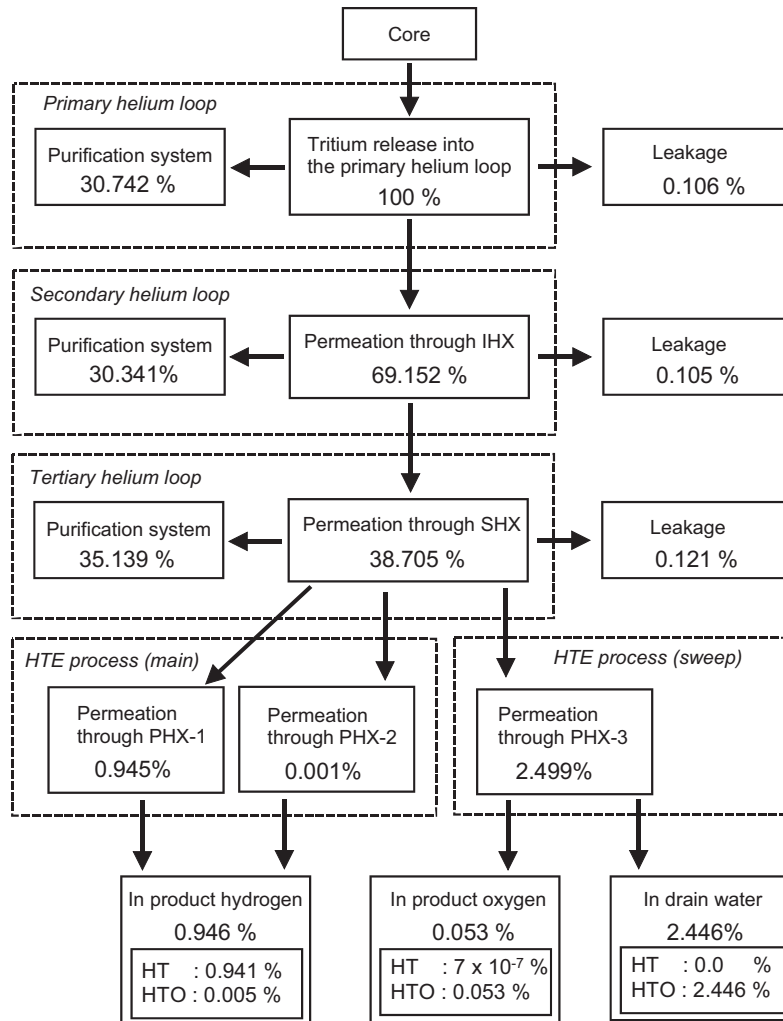 Core
Primary helium loop
Purification system
30.742 %
Tritium release into
the primary helium loop
100 %
Leakage
0.106 %
Secondary helium loop
Purification system
30.341%
Permeation through IHX
69.152 %
Leakage
0.105 %
Tertiary helium loop
Purification system
35.139 %
Permeation through SHX
38.705 %
Leakage
0.121 %
HTE process (main)
HTE process (sweep)
Permeation
through PHX-1
0.945%
Permeation
through PHX-2
0.001%
Permeation
through PHX-3
2.499%
In product hydrogen
0.946 %
HT : 0.941 %
HTO : 0.005 %
In product oxygen
0.053 %
HT : 7 x 10⁻⁷ %
HTO : 0.053 %
In drain water
2.446%
HT : 0.0 %
HTO : 2.446 %